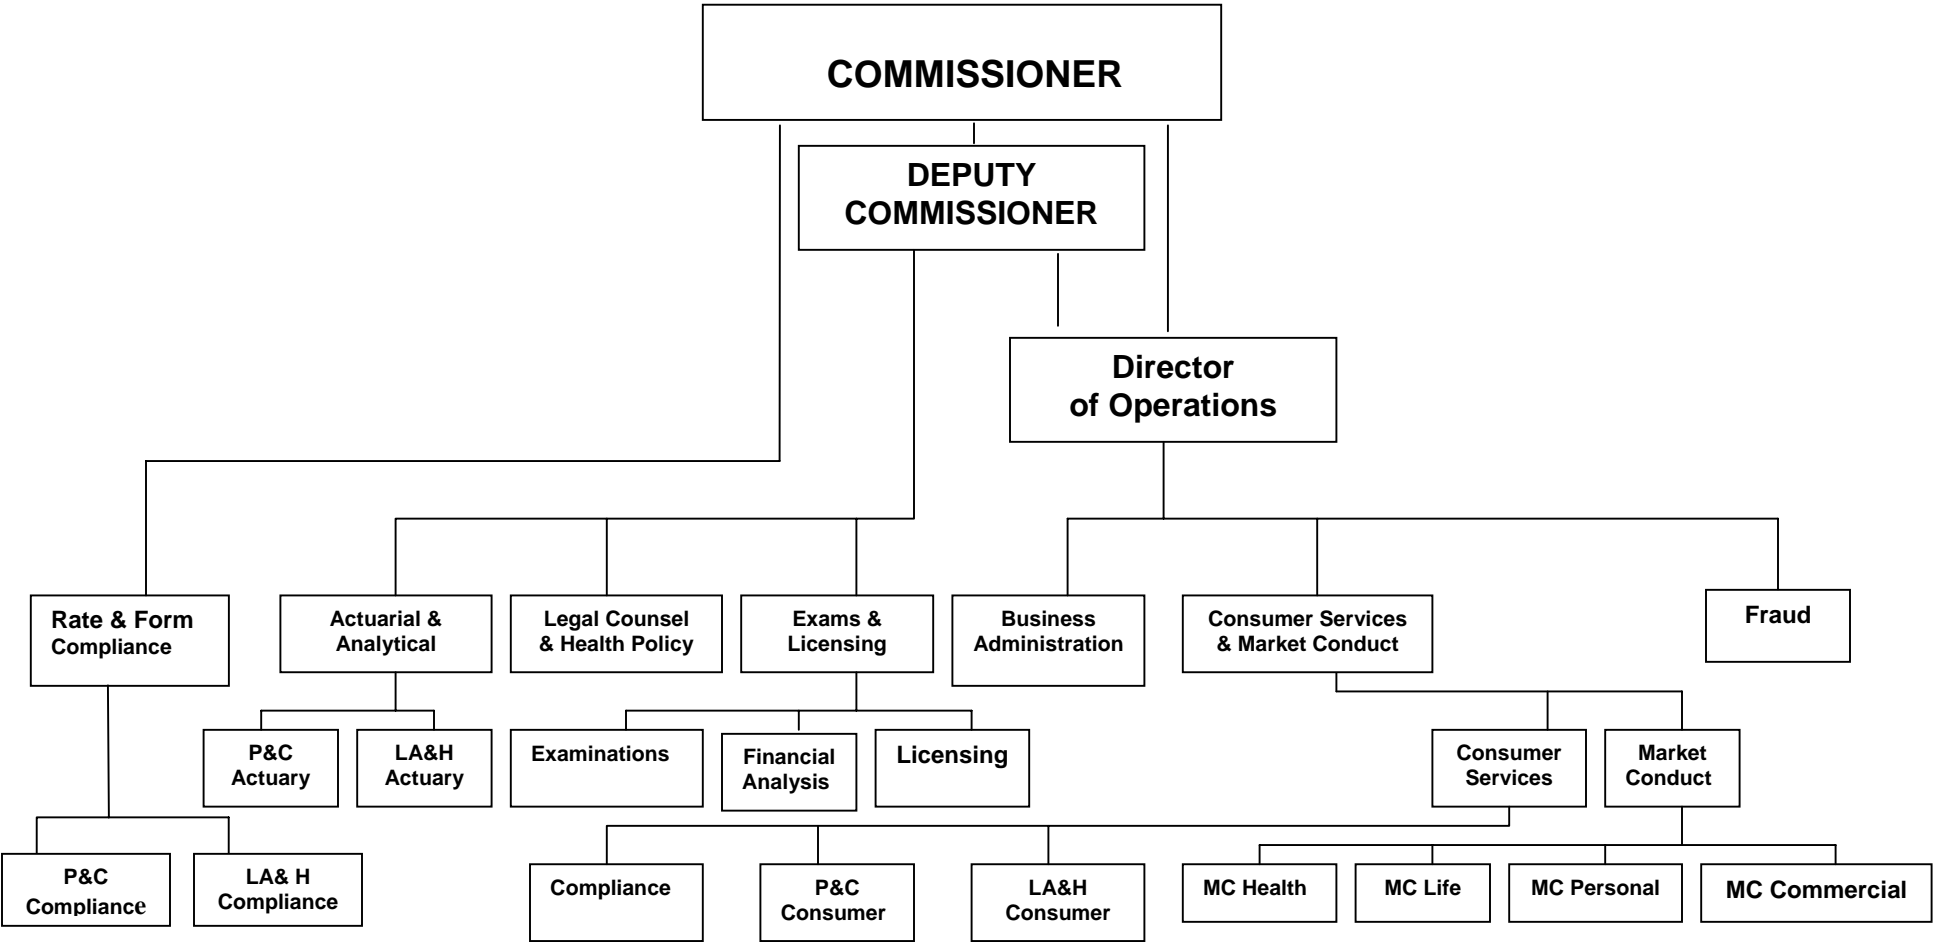 COMMISSIONER
DEPUTY
COMMISSIONER
Director
of Operations
Rate & Form
Compliance
Actuarial &
Analytical
Legal Counsel
& Health Policy
Exams &
Licensing
Business
Administration
Consumer Services
& Market Conduct
Fraud
P&C
Actuary
LA&H
Actuary
Examinations
Financial
Analysis
Licensing
Consumer
Services
Market
Conduct
P&C
Compliance
LA& H
Compliance
Compliance
P&C
Consumer
LA&H
Consumer
MC Health
MC Life
MC Personal
MC Commercial